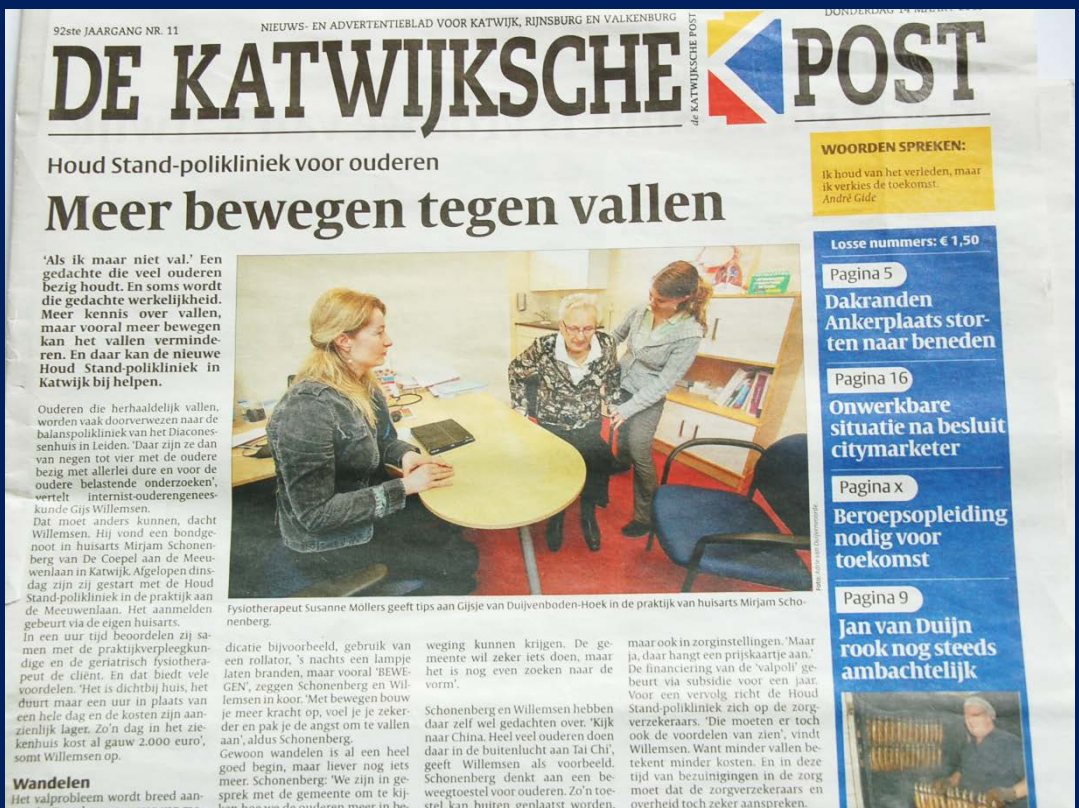 92ste JAARGANG NR. 11
NIEUWS- EN ADVERTENTIEBLAD VOOR KATWIJK, RIJNSBURG EN VALKENBURG
DONDERDAG 14 MAART
DE KATWIJKSCHE POST
de KATWIJKSCHE POST
Houd Stand-polikliniek voor ouderen
Meer bewegen tegen vallen
'Als ik maar niet val.' Een
gedachte die veel ouderen
bezig houdt. En soms wordt
die gedachte werkelijkheid.
Meer kennis over vallen,
maar vooral meer bewegen
kan het vallen verminde-
ren. En daar kan de nieuwe
Houd Stand-polikliniek in
Katwijk bij helpen.
Ouderen die herhaaldelijk vallen,
worden vaak doorverwezen naar de
balanspolikliniek van het Diacones-
senhuis in Leiden. 'Daar zijn ze dan
van negen tot vier met de oudere
bezig met allerlei dure en voor de
oudere belastende onderzoeken',
vertelt internist-ouderengenees-
kunde Gijs Willemsen.
Dat moet anders kunnen, dacht
Willemsen. Hij vond een bondge-
noot in huisarts Mirjam Schonen-
berg van De Coepel aan de Meeu-
wenlaan in Katwijk. Afgelopen dins-
dag zijn zij gestart met de Houd
Stand-polikliniek in de praktijk aan
de Meeuwenlaan. Het aanmelden
gebeurt via de eigen huisarts.
In een uur tijd beoordelen zij sa-
men met de praktijkverpleegkun-
dige en de geriatrisch fysiothera-
peut de cliënt. En dat biedt vele
voordelen. 'Het is dichtbij huis, het
duurt maar een uur in plaats van
een hele dag en de kosten zijn aan-
zienlijk lager. Zo'n dag in het zie-
kenhuis kost al gauw 2.000 euro',
somt Willemsen op.
Wandelen
Het valprobleem wordt breed aan-
Fysiotherapeut Susanne Möllers geeft tips aan Gijsje van Duijvenboden-Hoek in de praktijk van huisarts Mirjam Scho-
nenberg.
dicatie bijvoorbeeld, gebruik van
een rollator, 's nachts een lampje
laten branden, maar vooral 'BEWE-
GEN', zeggen Schonenberg en Wil-
lemsen in koor. 'Met bewegen bouw
je meer kracht op, voel je je zeker-
der en pak je de angst om te vallen
aan', aldus Schonenberg.
Gewoon wandelen is al een heel
goed begin, maar liever nog iets
meer. Schonenberg: 'We zijn in ge-
sprek met de gemeente om te kij-
ken hoe we de ouderen meer in be-
weging kunnen krijgen. De ge-
meente wil zeker iets doen, maar
het is nog even zoeken naar de
vorm'.
Schonenberg en Willemsen hebben
daar zelf wel gedachten over. 'Kijk
naar China. Heel veel ouderen doen
daar in de buitenlucht aan Tai Chi',
geeft Willemsen als voorbeeld.
Schonenberg denkt aan een be-
weegtoestel voor ouderen. Zo'n toe-
stel kan buiten geplaatst worden,
maar ook in zorginstellingen. 'Maar
ja, daar hangt een prijskaartje aan.'
De financiering van de 'valpoli' ge-
beurt via subsidie voor een jaar.
Voor een vervolg richt de Houd
Stand-polikliniek zich op de zorg-
verzekeraars. 'Die moeten er toch
ook de voordelen van zien', vindt
Willemsen. Want minder vallen be-
tekent minder kosten. En in deze
tijd van bezuinigingen in de zorg
moet dat de zorgverzekeraars en
overheid toch zeker aanspreken.
WOORDEN SPREKEN:
Ik houd van het verleden, maar
ik verkies de toekomst.
André Gide
Losse nummers: € 1,50
Pagina 5
Dakranden
Ankerplaats stor-
ten naar beneden
Pagina 16
Onwerkbare
situatie na besluit
citymarketer
Pagina x
Beroepsopleiding
nodig voor
toekomst
Pagina 9
Jan van Duijn
rook nog steeds
ambachtelijk